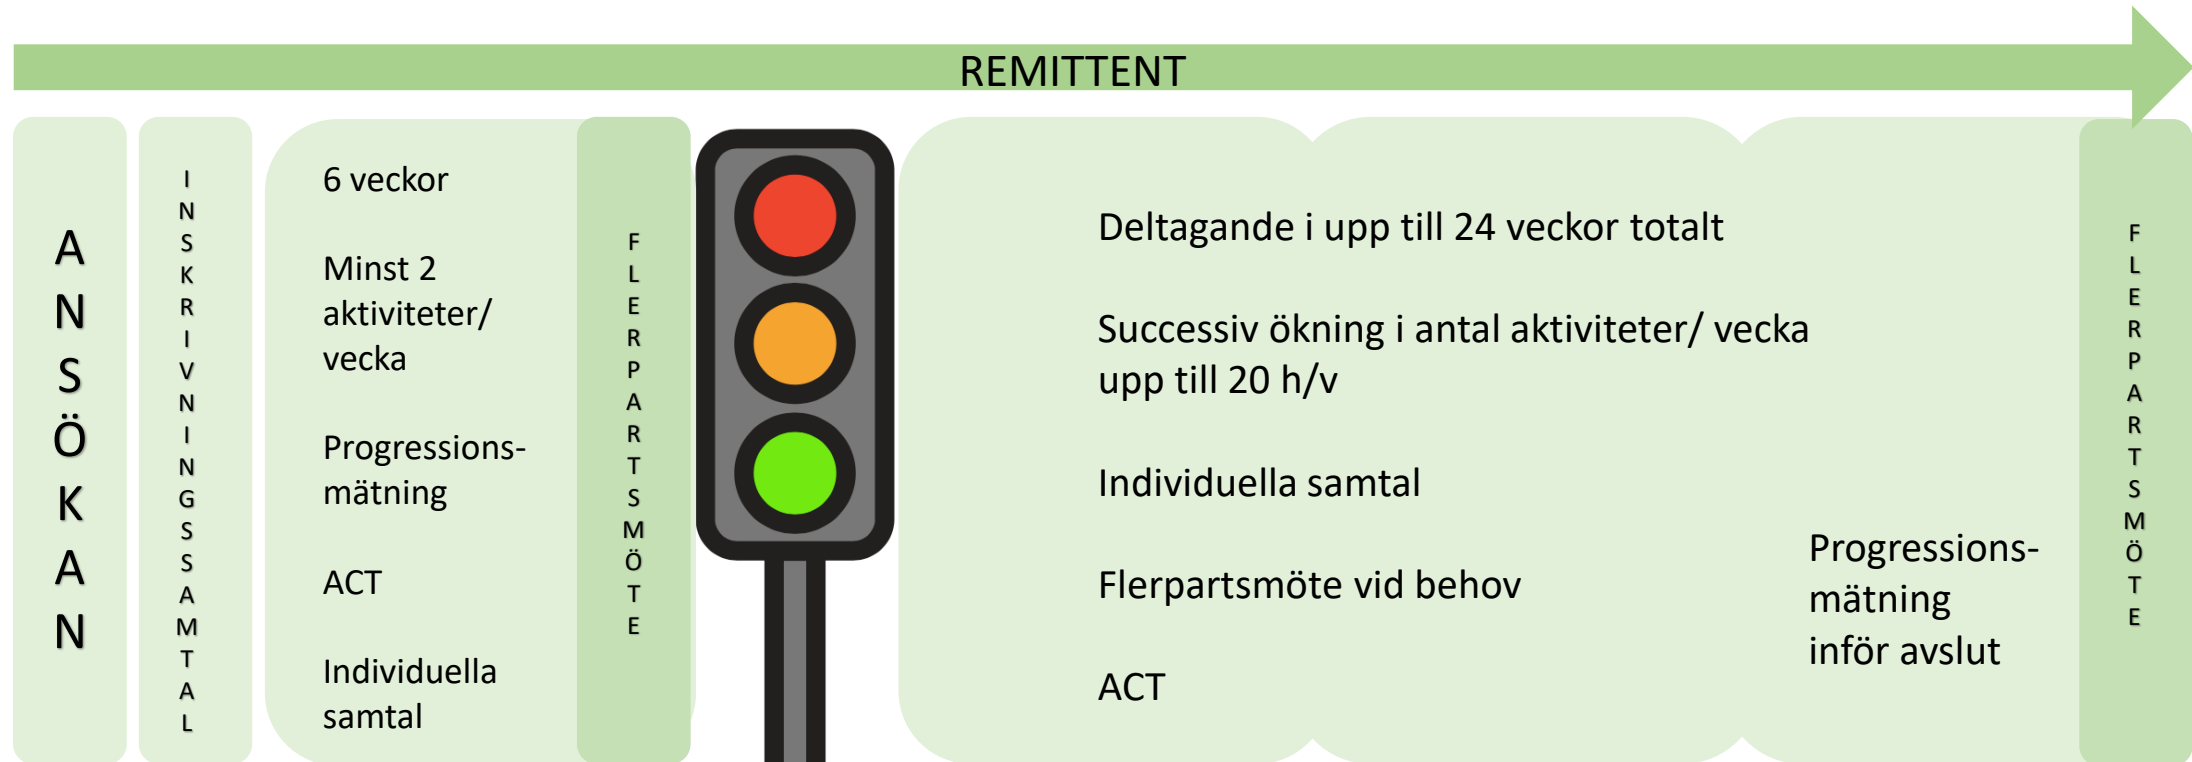 REMITTENT
ANSÖKAN
INSKRIVNINGSSAMTAL
6 veckor
Minst 2
aktiviteter/
vecka
Progressions-
mätning
ACT
Individuella
samtal
FLERPARTSMÖTE
Deltagande i upp till 24 veckor totalt
Successiv ökning i antal aktiviteter/ vecka
upp till 20 h/v
Individuella samtal
Flerpartsmöte vid behov
ACT
Progressions-
mätning
inför avslut
FLERPARTSMÖTE